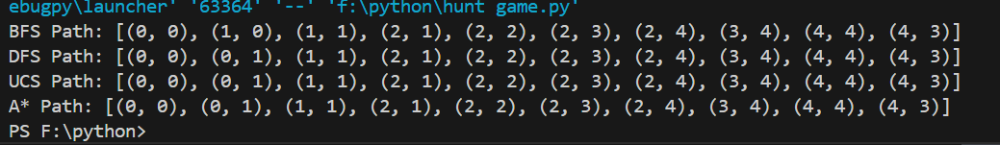 ebugpy\launcher' '63364' '--' 'f:\python\hunt game.py'
BFS Path: [(0, 0), (1, 0), (1, 1), (2, 1), (2, 2), (2, 3), (2, 4), (3, 4), (4, 4), (4, 3)]
DFS Path: [(0, 0), (0, 1), (1, 1), (2, 1), (2, 2), (2, 3), (2, 4), (3, 4), (4, 4), (4, 3)]
UCS Path: [(0, 0), (0, 1), (1, 1), (2, 1), (2, 2), (2, 3), (2, 4), (3, 4), (4, 4), (4, 3)]
A* Path: [(0, 0), (0, 1), (1, 1), (2, 1), (2, 2), (2, 3), (2, 4), (3, 4), (4, 4), (4, 3)]
PS F:\python>